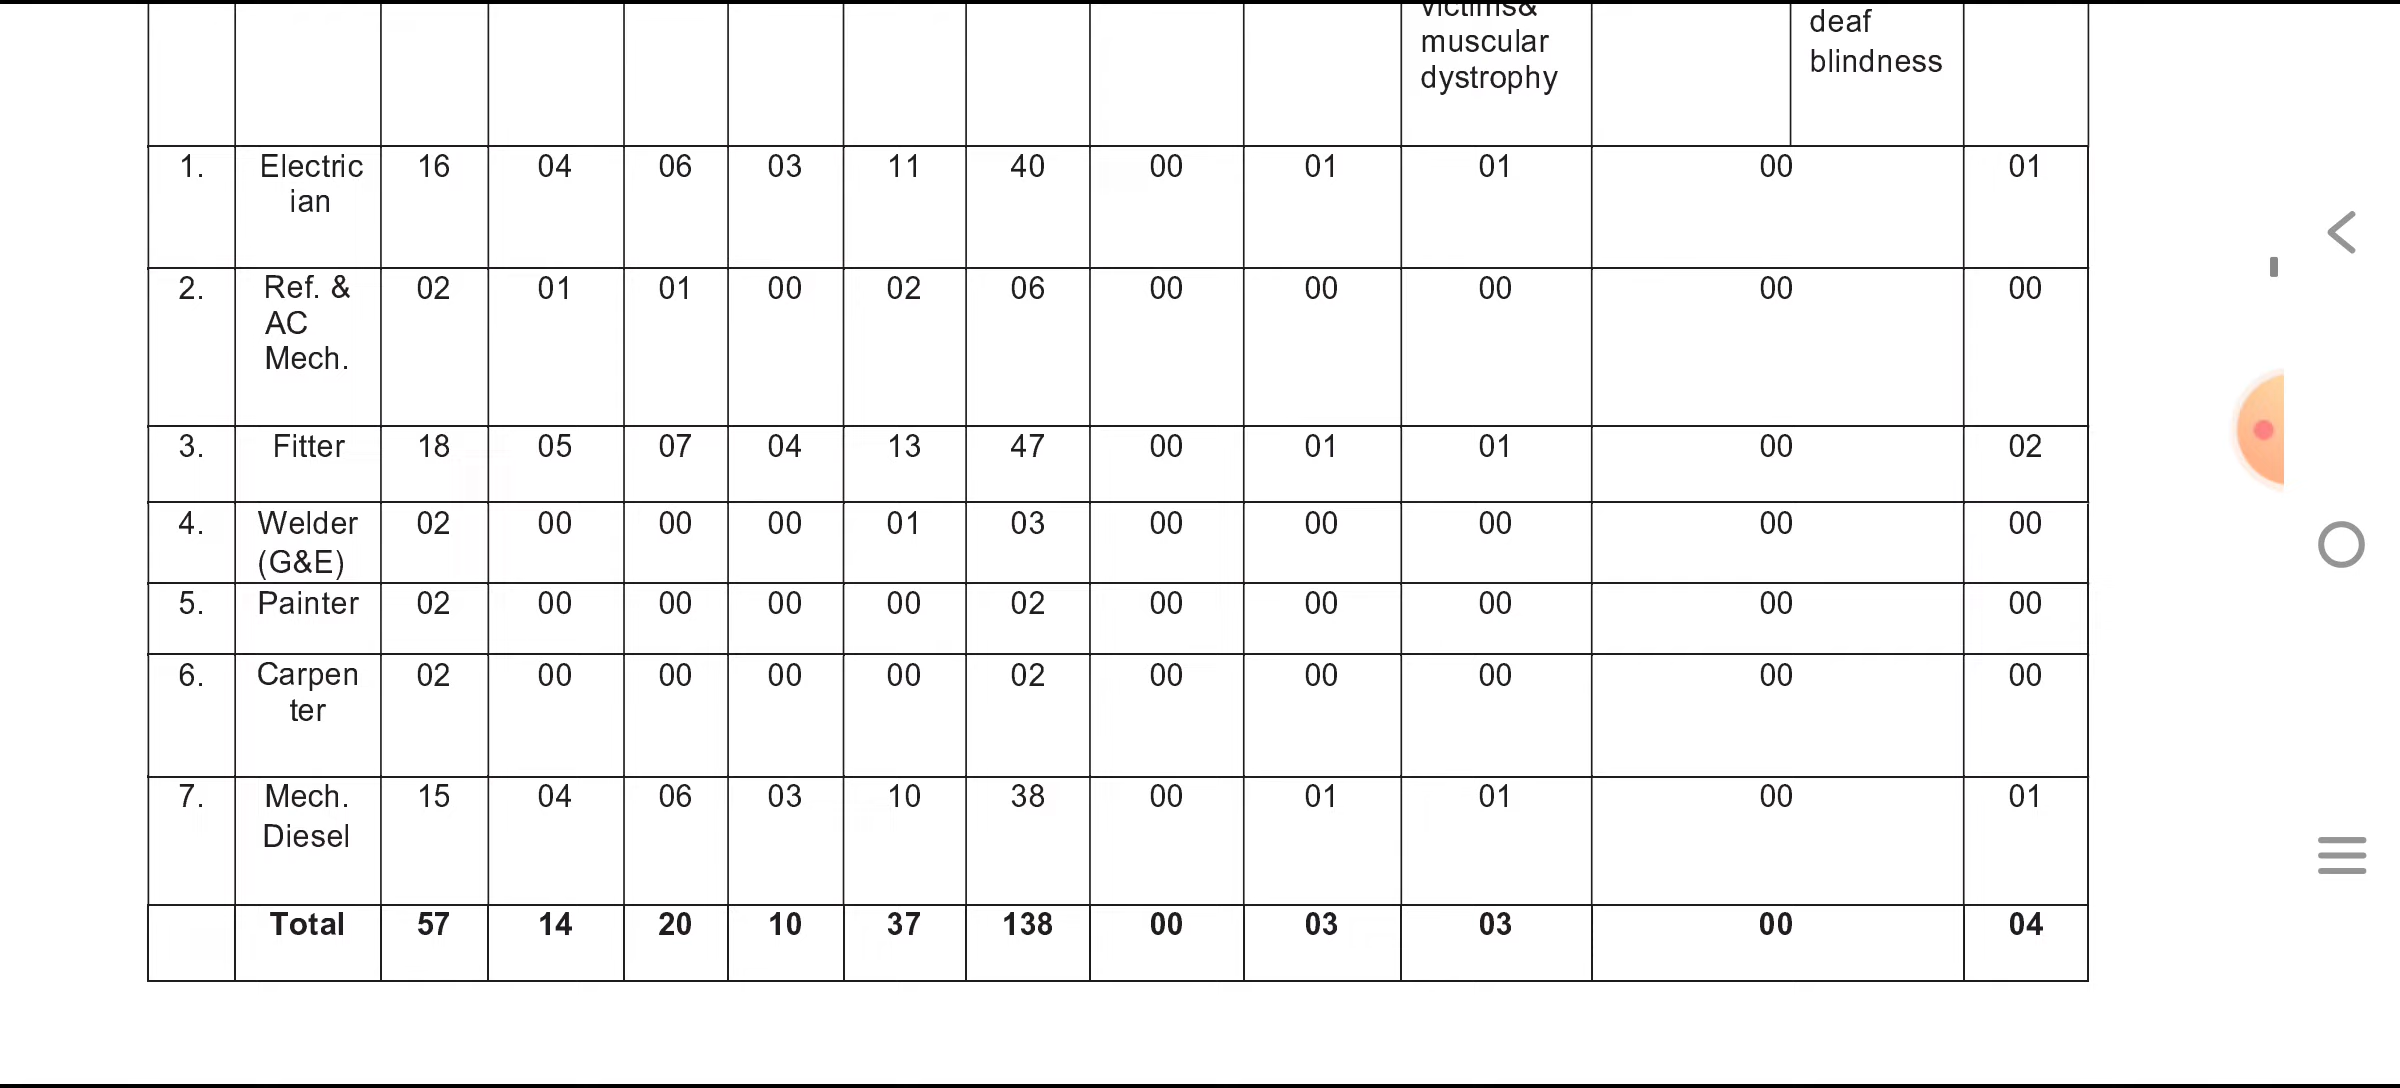 victims& deaf
muscular blindness
dystrophy
1. Electric 16 04 06 03 11 40 00 01 01 00 01
ian
2. Ref. & 02 01 01 00 02 06 00 00 00 00 00
AC
Mech.
3. Fitter 18 05 07 04 13 47 00 01 01 00 02
4. Welder 02 00 00 00 01 03 00 00 00 00 00
(G&E)
5. Painter 02 00 00 00 00 02 00 00 00 00 00
6. Carpen 02 00 00 00 00 02 00 00 00 00 00
ter
7. Mech. 15 04 06 03 10 38 00 01 01 00 01
Diesel
Total 57 14 20 10 37 138 00 03 03 00 04